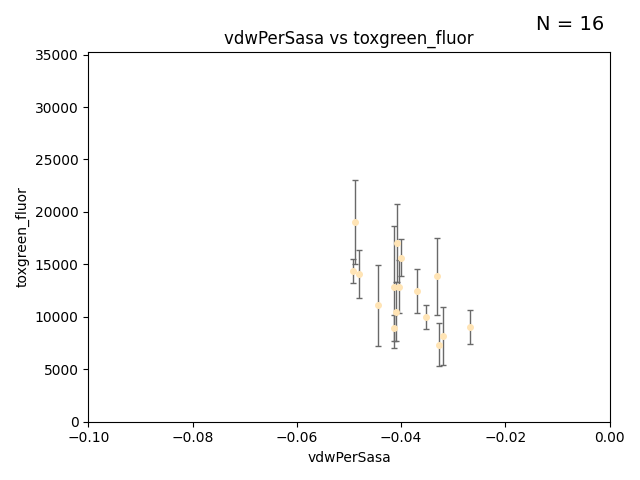 N = 16
vdwPerSasa vs toxgreen_fluor
35000
30000
25000
20000
15000
10000
5000
0
toxgreen_fluor
−0.10 −0.08 −0.06 −0.04 −0.02 0.00
vdwPerSasa